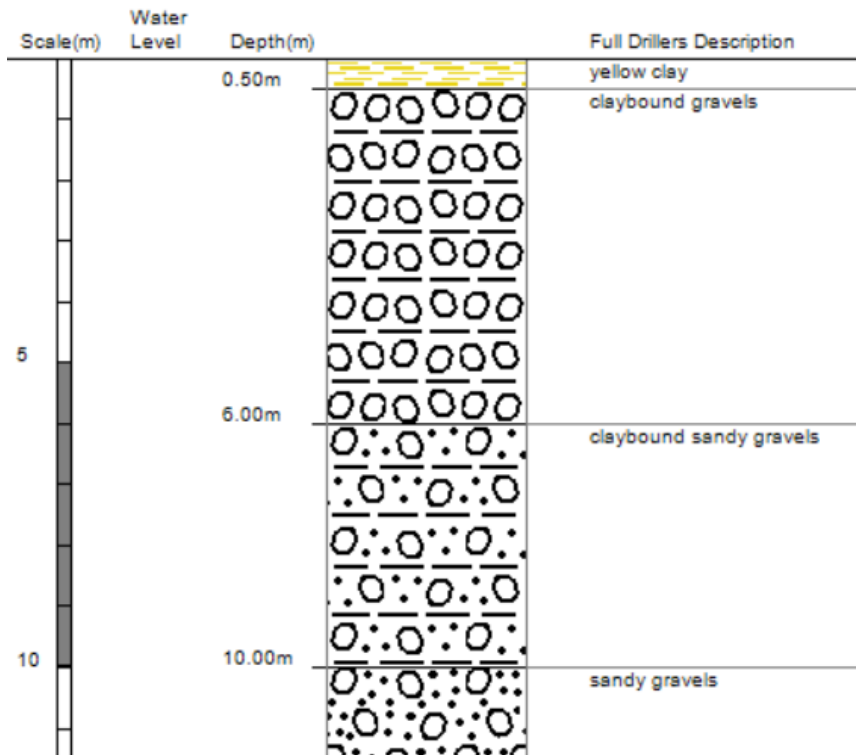 Scale(m) Water Level Depth(m) Full Drillers Description
yellow clay
0.50m
claybound gravels
5
6.00m
claybound sandy gravels
10 10.00m
sandy gravels